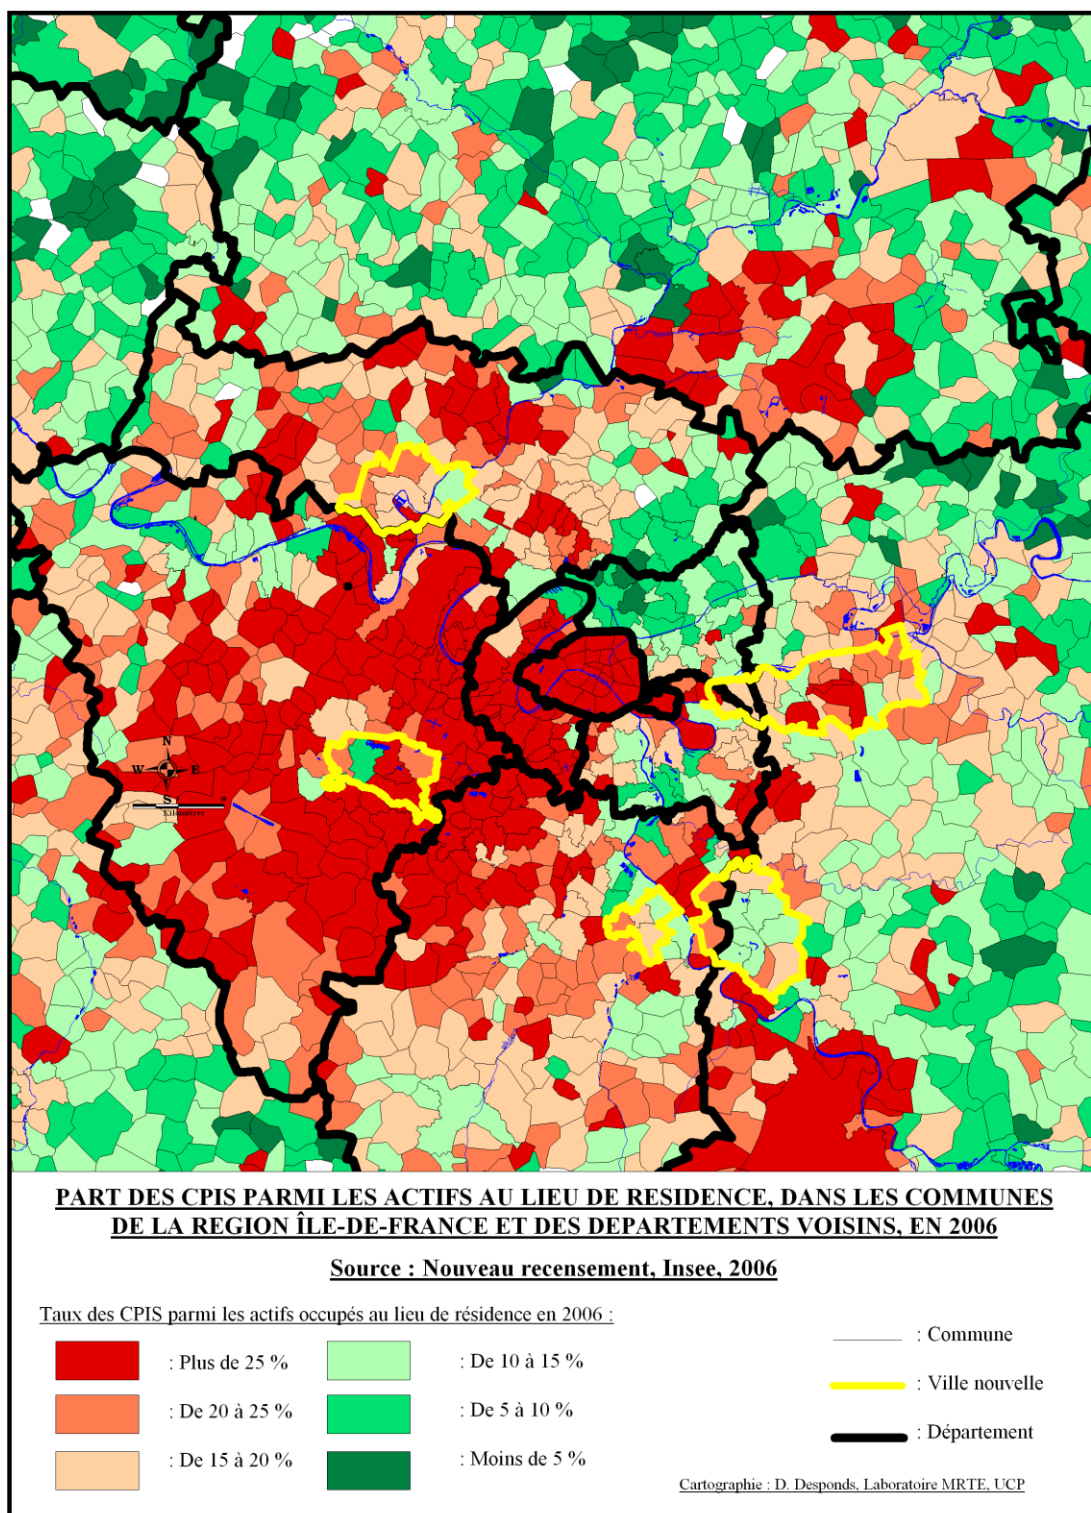 N
W E
S
Kilomètres
PART DES CPIS PARMI LES ACTIFS AU LIEU DE RESIDENCE, DANS LES COMMUNES
DE LA REGION ÎLE-DE-FRANCE ET DES DEPARTEMENTS VOISINS, EN 2006
Source : Nouveau recensement, Insee, 2006
Taux des CPIS parmi les actifs occupés au lieu de résidence en 2006 :
: Plus de 25 %
: De 20 à 25 %
: De 15 à 20 %
: De 10 à 15 %
: De 5 à 10 %
: Moins de 5 %
: Commune
: Ville nouvelle
: Département
Cartographie : D. Desponds, Laboratoire MRTE, UCP